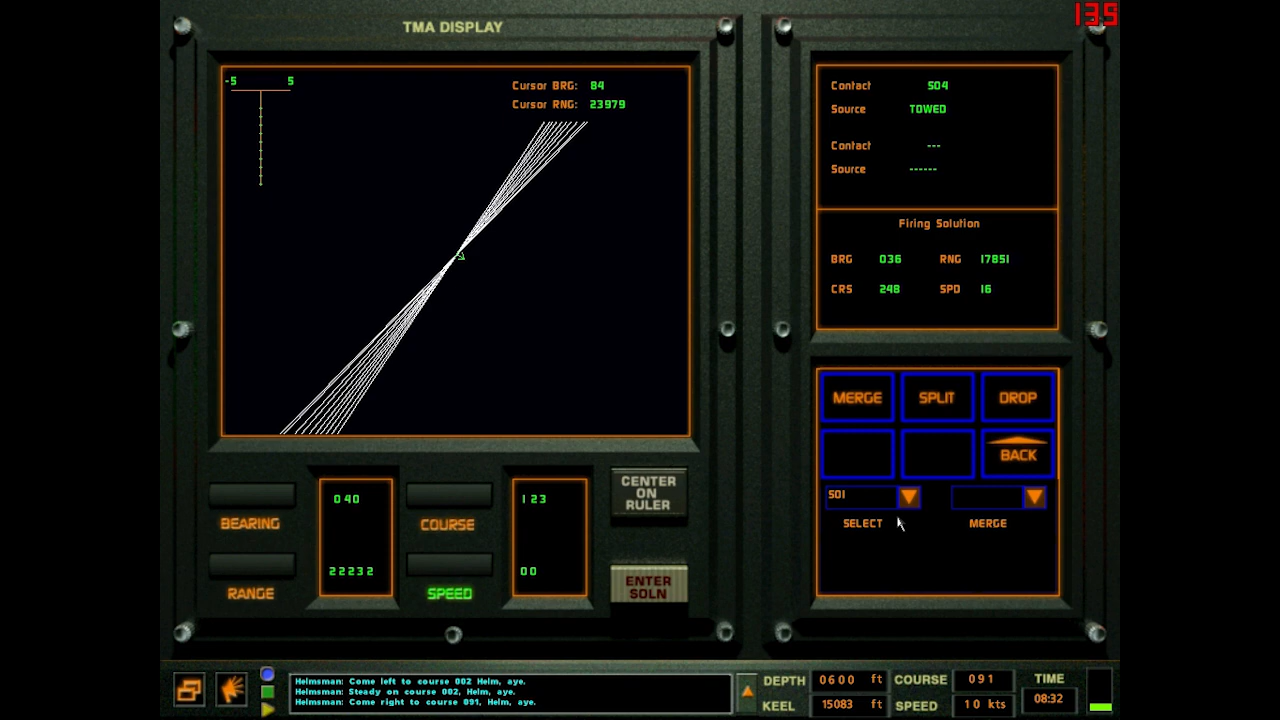 135
TMA DISPLAY
-5 5
Cursor BRG: 84
Cursor RNG: 23979
Contact S04
Source TOWED
Contact ---
Source ------
Firing Solution
BRG 036 RNG 17851
CRS 248 SPD 16
MERGE SPLIT DROP
BACK
S01
SELECT MERGE
BEARING 040 COURSE 123
RANGE 22232 SPEED 00
CENTER
ON
RULER
ENTER
SOLN
Helmsman: Come left to course 002 Helm, aye.
Helmsman: Steady on course 002, Helm, aye.
Helmsman: Come right to course 091, Helm, aye.
DEPTH 0600 ft COURSE 091 TIME
KEEL 15083 ft SPEED 10 kts 08:32